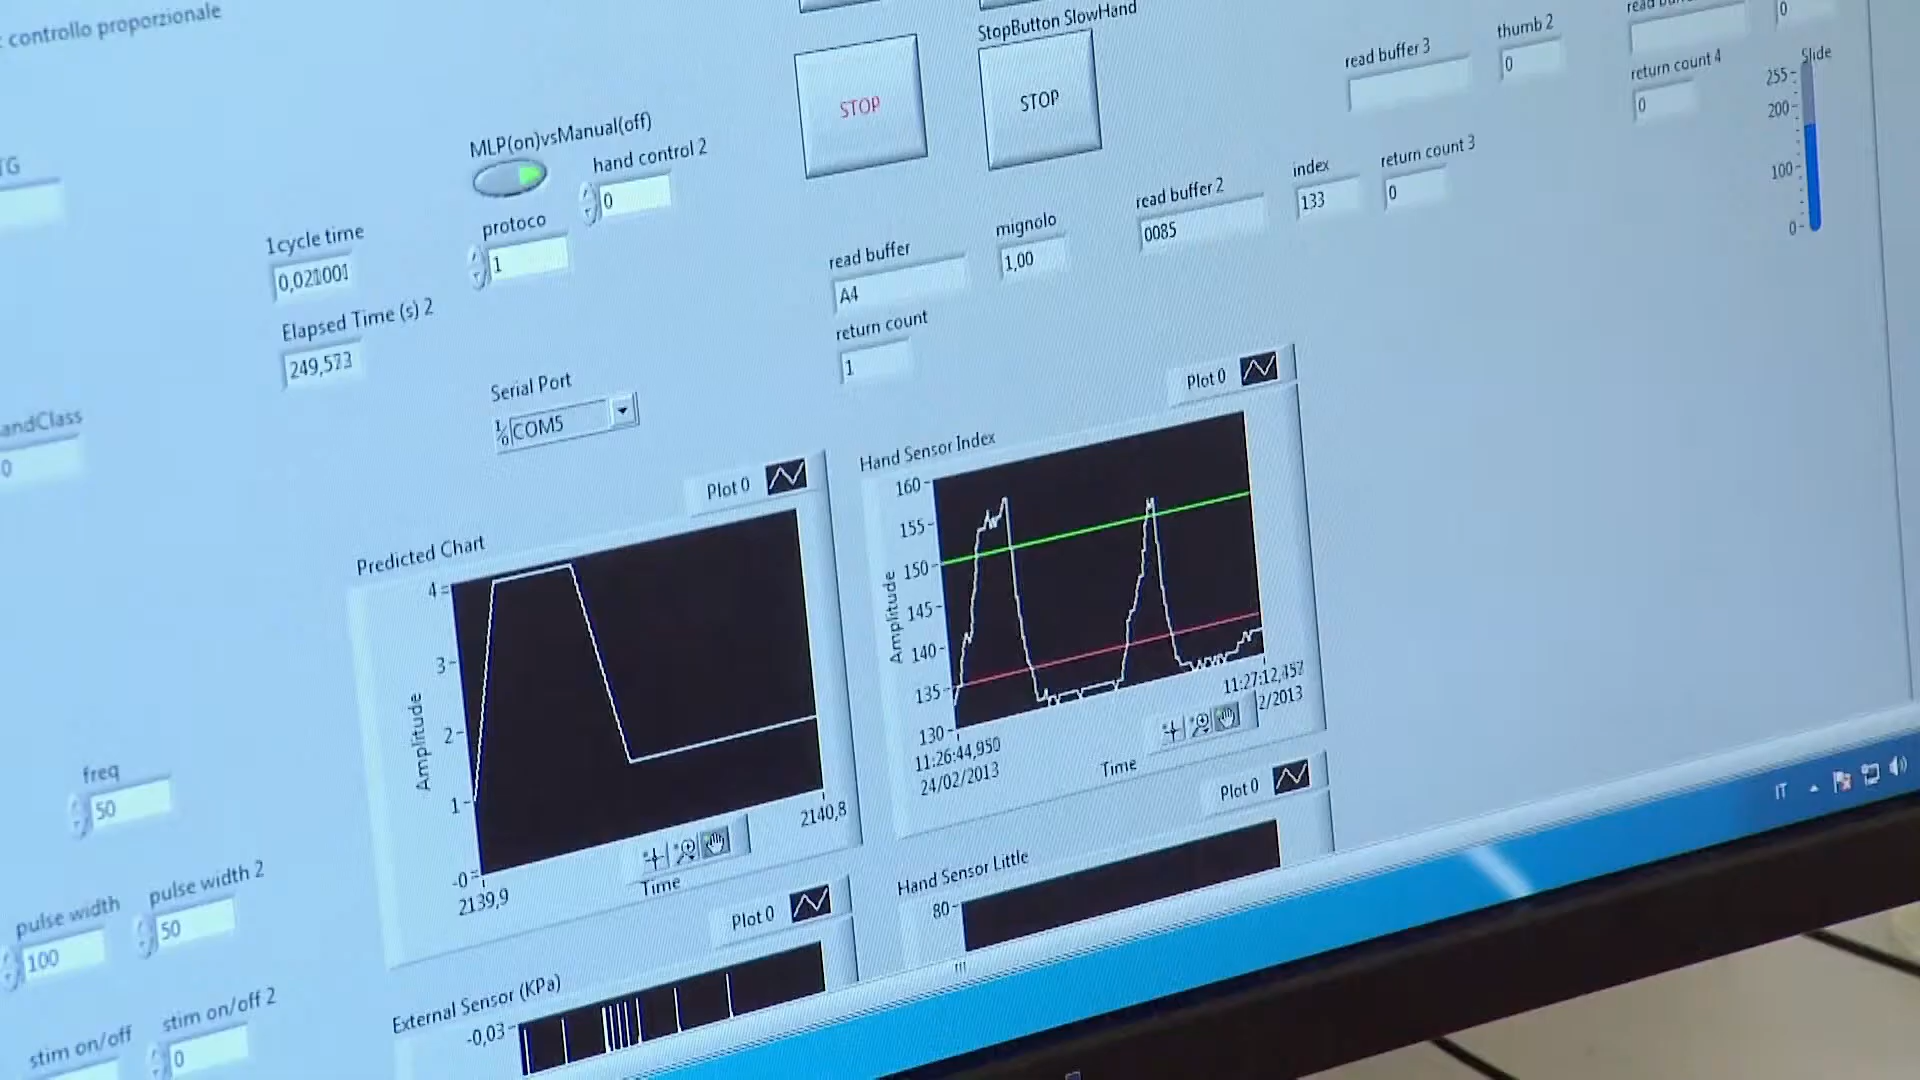 controllo proporzionale
StopButton SlowHand
STOP
STOP
read buffer 3
thumb 2
0
0
return count 4
0
Slide
255
200
100
0
MLP(on)vsManual(off)
hand control 2
0
protoco
1
1cycle time
0,021001
Elapsed Time (s) 2
249,573
read buffer
A4
mignolo
1,00
read buffer 2
0085
index
133
return count 3
0
return count
1
Serial Port
COM5
andClass
0
Plot 0
Predicted Chart
Amplitude
4
3
2
1
-0
2139,9
2140,8
Time
Plot 0
Hand Sensor Index
Amplitude
160
155
150
145
140
135
130
11:26:44,950
24/02/2013
11:27:12,457
2/2013
Time
freq
50
pulse width
100
pulse width 2
50
stim on/off
stim on/off 2
0
Plot 0
External Sensor (KPa)
-0,03
Plot 0
Hand Sensor Little
80
IT